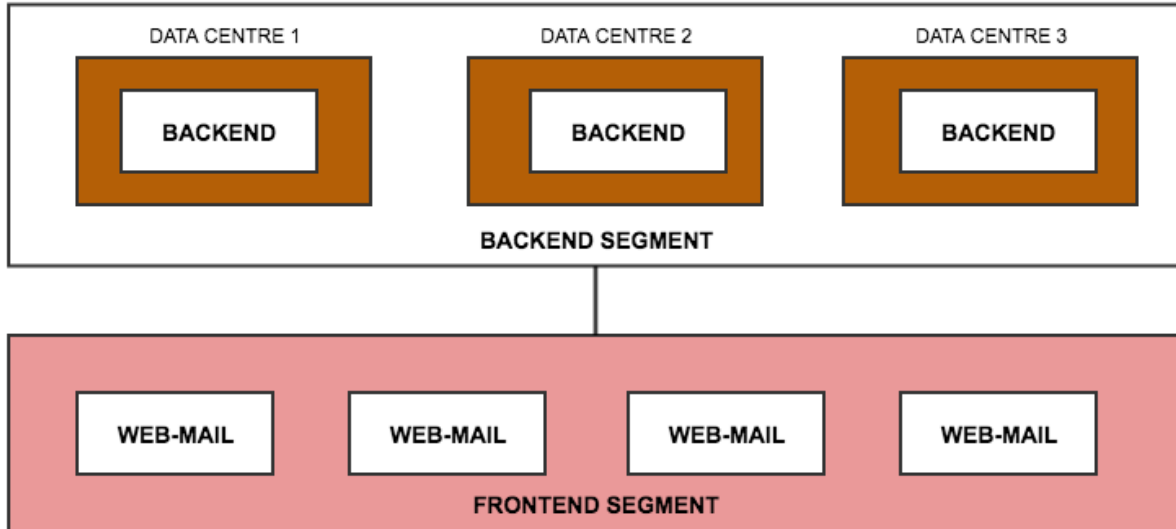 DATA CENTRE 1
DATA CENTRE 2
DATA CENTRE 3
BACKEND
BACKEND
BACKEND
BACKEND SEGMENT
WEB-MAIL
WEB-MAIL
WEB-MAIL
WEB-MAIL
FRONTEND SEGMENT